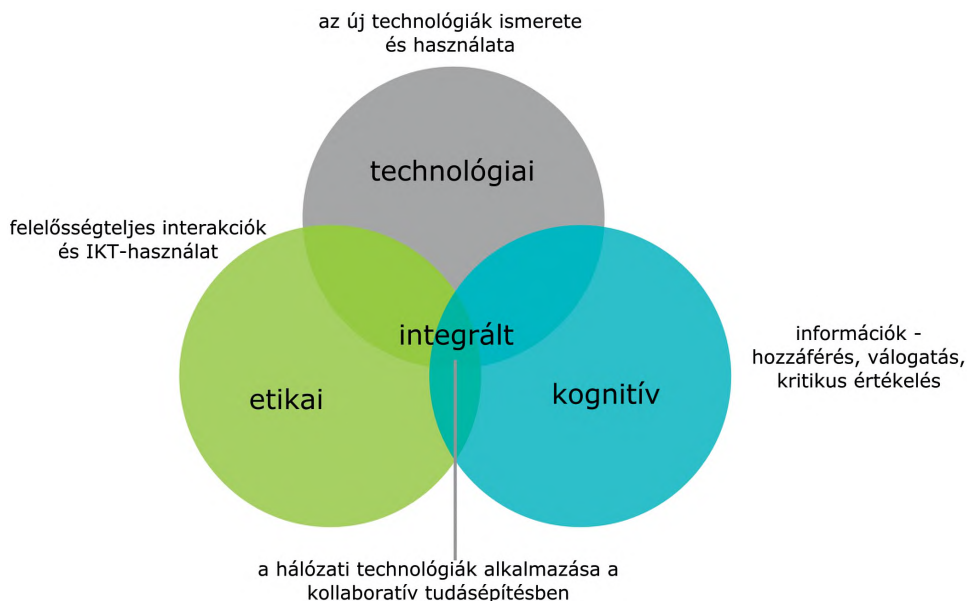 az új technológiák ismerete
és használata
technológiai
felelősségteljes interakciók
és IKT-használat
integrált
információk -
hozzáférés, válogatás,
kritikus értékelés
etikai
kognitív
a hálózati technológiák alkalmazása a
kollaboratív tudásépítésben